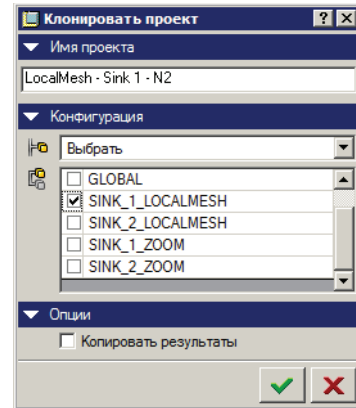 Клонировать проект
Имя проекта
LocalMesh - Sink 1 - N2
Конфигурация
Выбрать
GLOBAL
SINK_1_LOCALMESH
SINK_2_LOCALMESH
SINK_1_ZOOM
SINK_2_ZOOM
Опции
Копировать результаты